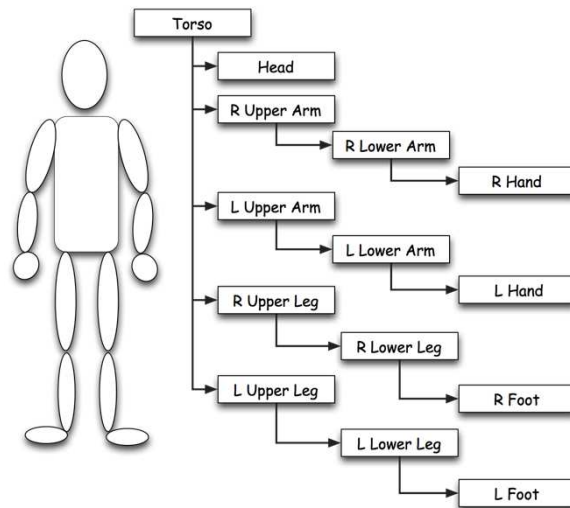 Torso
Head
R Upper Arm
R Lower Arm
R Hand
L Upper Arm
L Lower Arm
L Hand
R Upper Leg
R Lower Leg
R Foot
L Upper Leg
L Lower Leg
L Foot